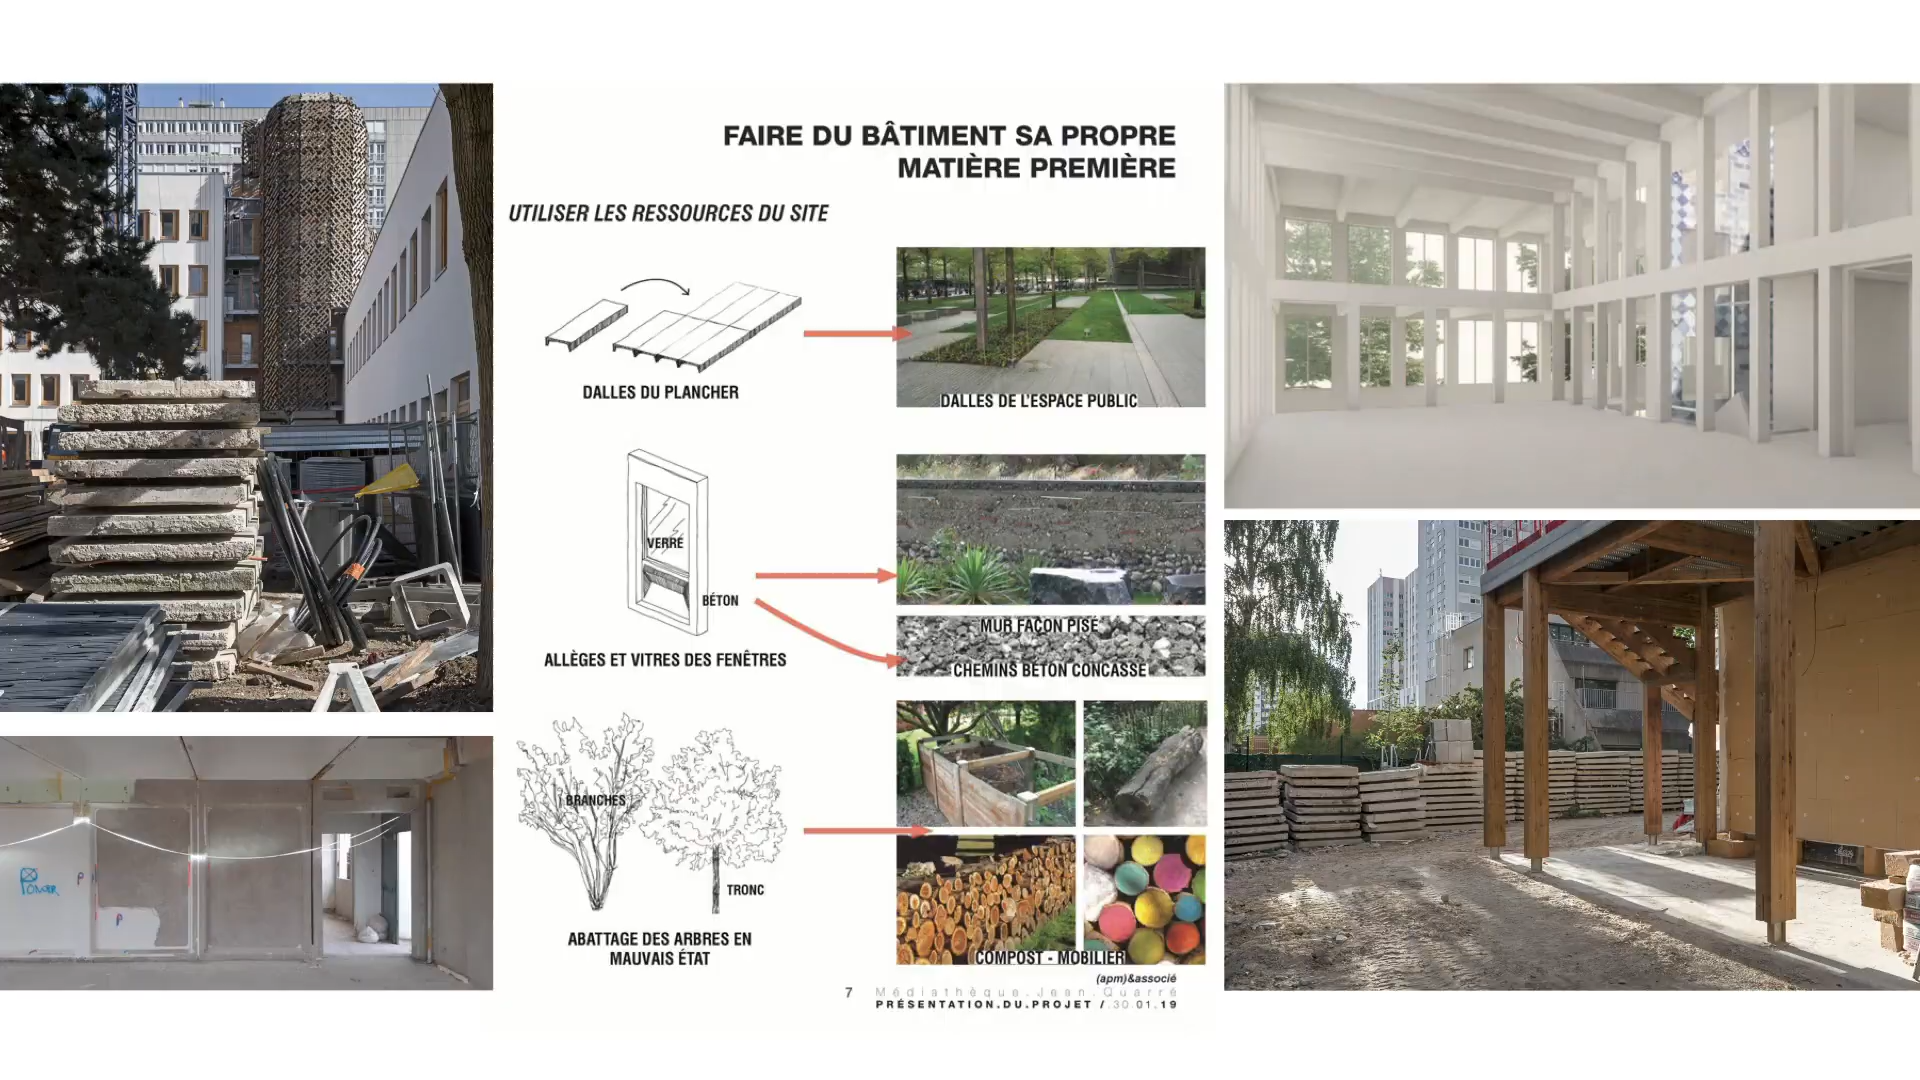 FAIRE DU BÂTIMENT SA PROPRE
MATIÈRE PREMIÈRE
UTILISER LES RESSOURCES DU SITE
DALLES DU PLANCHER
DALLES DE L'ESPACE PUBLIC
VERRE
BÉTON
ALLÈGES ET VITRES DES FENÊTRES
MUR FAÇON PISÉ
CHEMINS BÉTON CONCASSÉ
BRANCHES
TRONC
ABATTAGE DES ARBRES EN
MAUVAIS ÉTAT
COMPOST - MOBILIER
(apm)&associé
7 Médiathèque.Jean.Quarré
PRÉSENTATION.DU.PROJET / 30.01.19
P
P